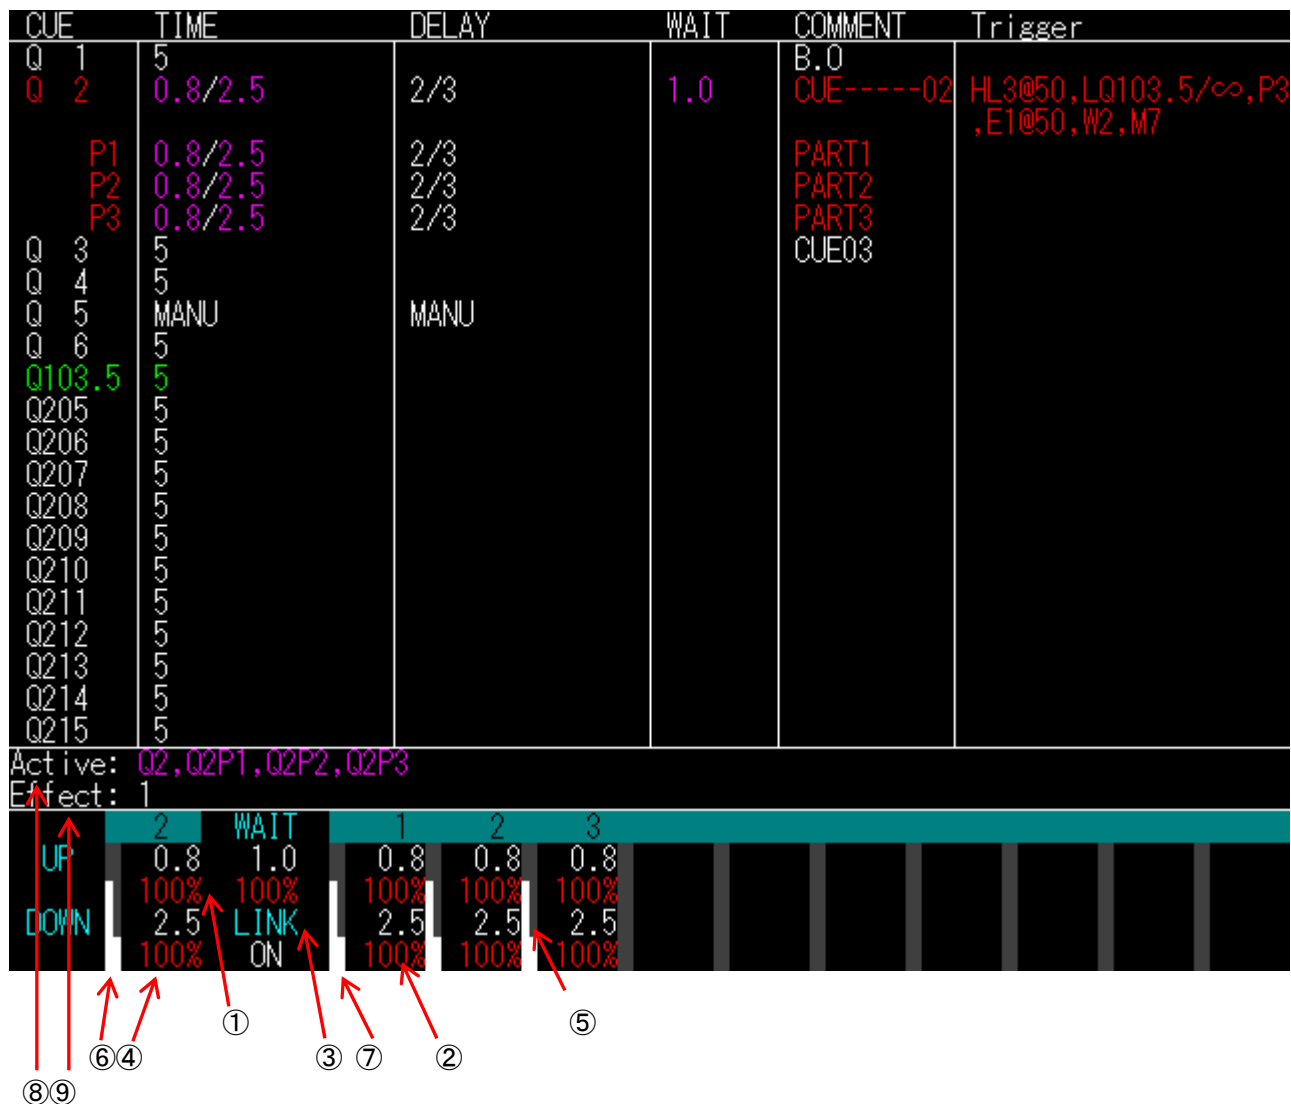 CUE TIME DELAY WAIT COMMENT Trigger
Q 1 5 B.O
Q 2 0.8/2.5 2/3 1.0 CUE-----02 HL3@50,LQ103.5/∞,P3
,E1@50,W2,M7
P1 0.8/2.5 2/3 PART1
P2 0.8/2.5 2/3 PART2
P3 0.8/2.5 2/3 PART3
Q 3 5 CUE03
Q 4 5
Q 5 MANU MANU
Q 6 5
Q103.5 5
Q205 5
Q206 5
Q207 5
Q208 5
Q209 5
Q210 5
Q211 5
Q212 5
Q213 5
Q214 5
Q215 5
Active: Q2,Q2P1,Q2P2,Q2P3
Effect: 1
2 WAIT 1 2 3
UP 0.8 1.0 0.8 0.8 0.8
100% 100% 100% 100% 100%
DOWN 2.5 LINK 2.5 2.5 2.5
100% ON 100% 100% 100%
① ⑤
⑥④ ③ ⑦ ②
⑧⑨